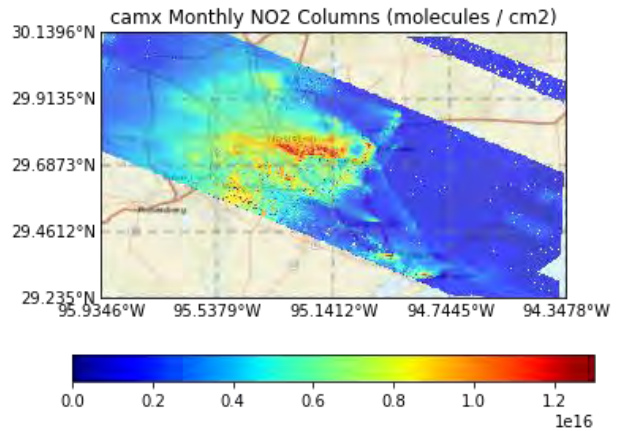 camx Monthly NO2 Columns (molecules / cm2)
30.1396°N
29.9135°N
29.6873°N
29.4612°N
29.235°N
95.9346°W 95.5379°W 95.1412°W 94.7445°W 94.3478°W
0.0 0.2 0.4 0.6 0.8 1.0 1.2
1e16